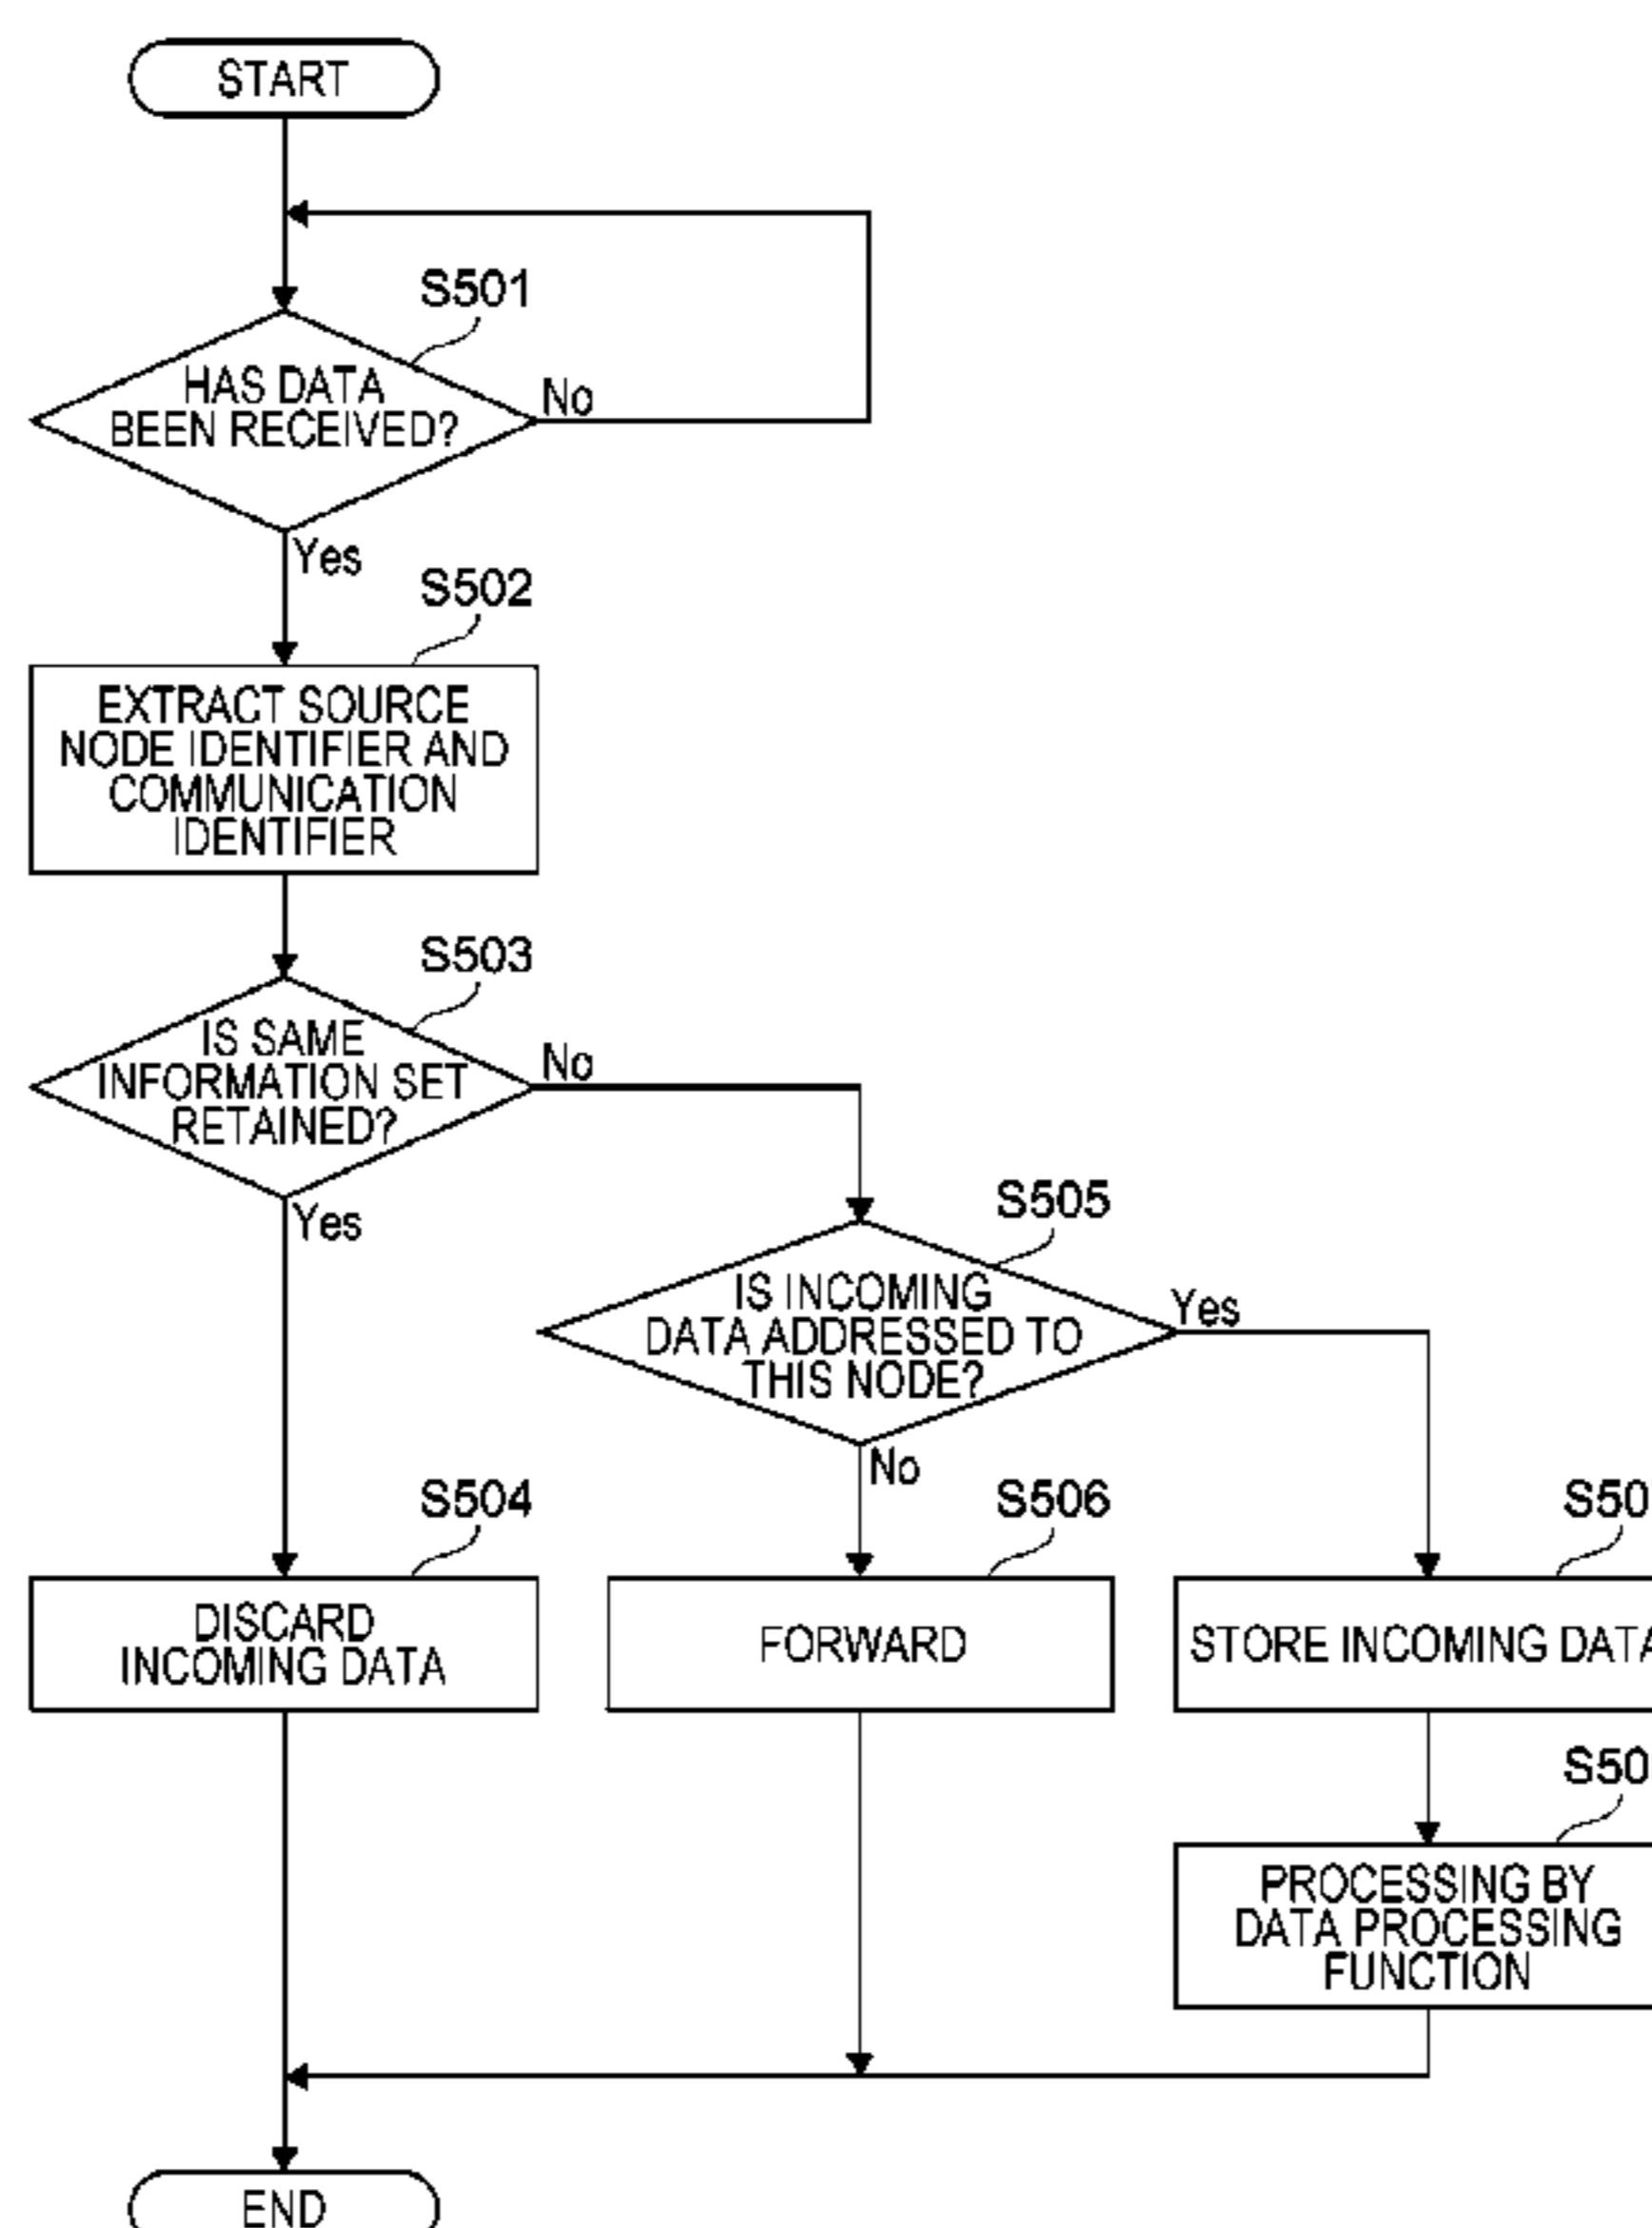 START
S501
HAS DATA
BEEN RECEIVED?
No
Yes
S502
EXTRACT SOURCE
NODE IDENTIFIER AND
COMMUNICATION
IDENTIFIER
S503
IS SAME
INFORMATION SET
RETAINED?
No
Yes
S505
IS INCOMING
DATA ADDRESSED TO
THIS NODE?
Yes
No
S504
DISCARD
INCOMING DATA
S506
FORWARD
S50
STORE INCOMING DATA
S50
PROCESSING BY
DATA PROCESSING
FUNCTION
END